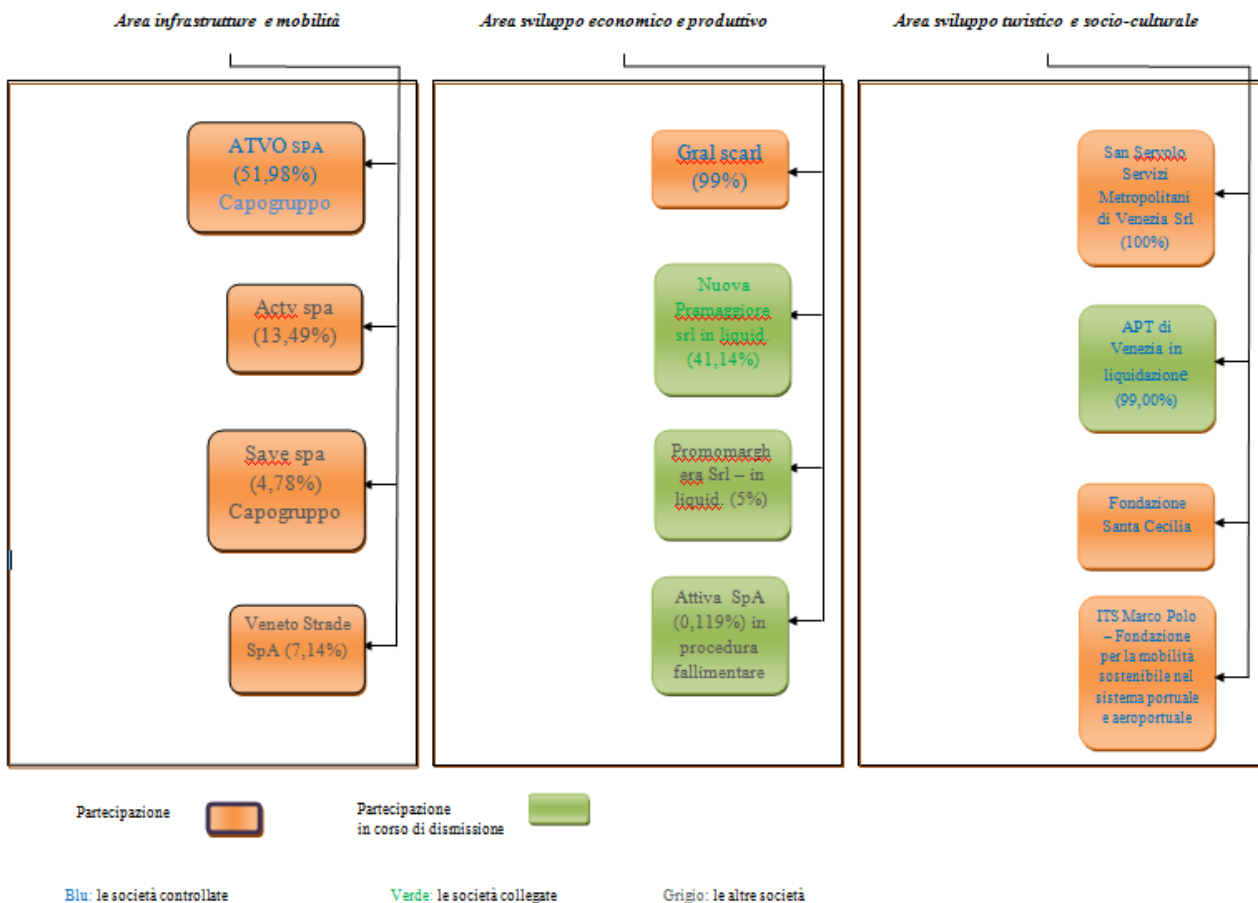 Area infrastrutture e mobilità
ATVO SPA
(51,98%)
Capogruppo
Actv spa
(13,49%)
Save spa
(4,78%)
Capogruppo
Veneto Strade
SpA (7,14%)
Area sviluppo economico e produttivo
Gral scarl
(99%)
Nuova
Pramaggiore
srl in liquid.
(41,14%)
Promomargh
era Srl – in
liquid. (5%)
Attiva SpA
(0,119%) in
procedura
fallimentare
Area sviluppo turistico e socio-culturale
San Servolo
Servizi
Metropolitani
di Venezia Srl
(100%)
APT di
Venezia in
liquidazione
(99,00%)
Fondazione
Santa Cecilia
ITS Marco Polo
– Fondazione
per la mobilità
sostenibile nel
sistema portuale
e aeroportuale
Partecipazione
Partecipazione
in corso di dismissione
Blu: le società controllate
Verde: le società collegate
Grigio: le altre società